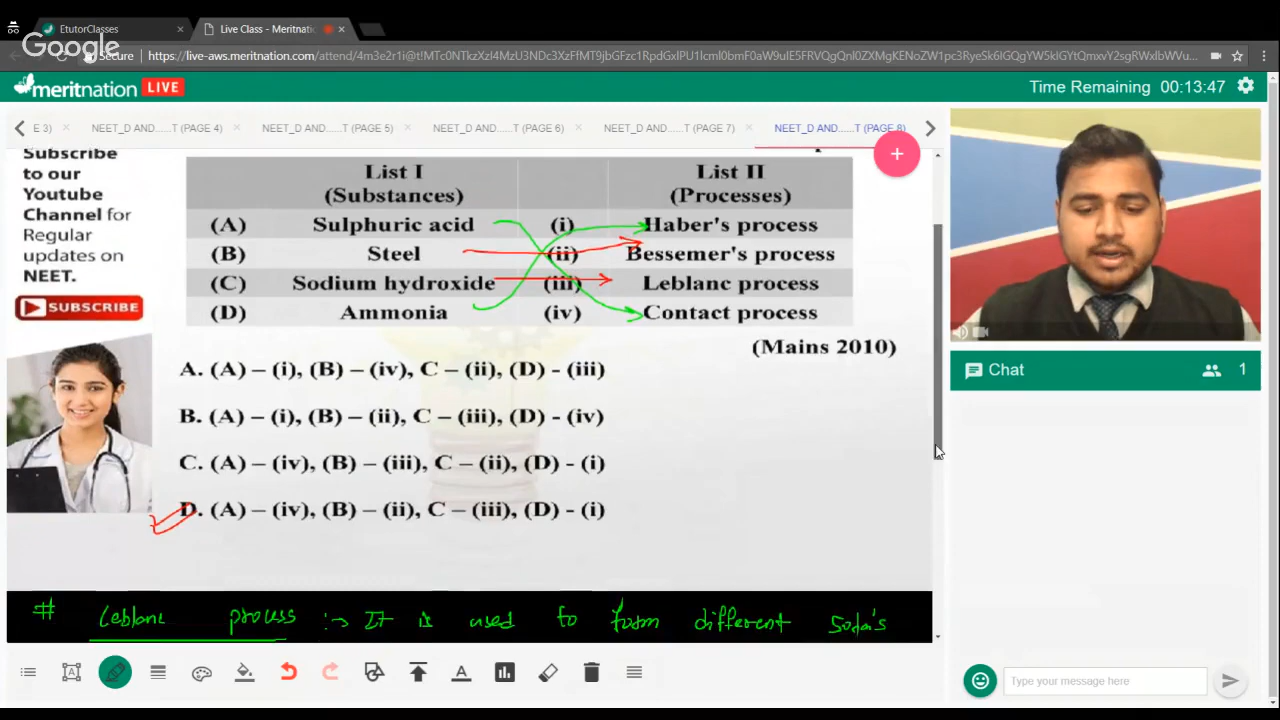 EtutorClasses
Live Class - Meritnati
Google
Secure
https://live-aws.meritnation.com/attend/
meritnation LIVE
Time Remaining 00:13:47
E 3)
NEET_D AND......T (PAGE 4)
NEET_D AND......T (PAGE 5)
NEET_D AND......T (PAGE 6)
NEET_D AND......T (PAGE 7)
NEET_D AND......T (PAGE 8)
Subscribe
to our
Youtube
Channel for
Regular
updates on
NEET.
SUBSCRIBE
List I List II
(Substances) (Processes)
(A) Sulphuric acid (i) Haber's process
(B) Steel (ii) Bessemer's process
(C) Sodium hydroxide (iii) Leblanc process
(D) Ammonia (iv) Contact process
(Mains 2010)
A. (A) – (i), (B) – (iv), C – (ii), (D) - (iii)
B. (A) – (i), (B) – (ii), C – (iii), (D) - (iv)
C. (A) – (iv), (B) – (iii), C – (ii), (D) - (i)
D. (A) – (iv), (B) – (ii), C – (iii), (D) - (i)
# Leblanc process :→ It is used to form different Soda's
Chat 1
Type your message here